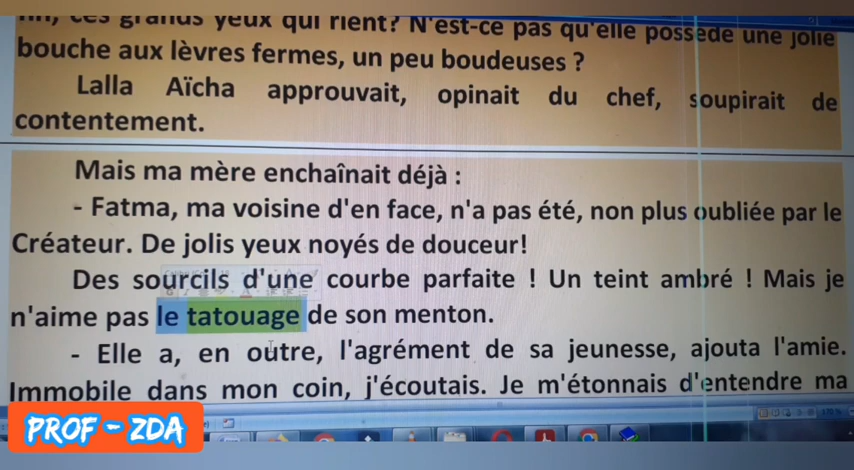 ces grands yeux qui rient? N'est-ce pas qu'elle possède une jolie
bouche aux lèvres fermes, un peu boudeuses ?
Lalla Aïcha approuvait, opinait du chef, soupirait de
contentement.
Mais ma mère enchaînait déjà :
- Fatma, ma voisine d'en face, n'a pas été, non plus oubliée par le
Créateur. De jolis yeux noyés de douceur!
Des sourcils d'une courbe parfaite ! Un teint ambré ! Mais je
n'aime pas le tatouage de son menton.
- Elle a, en outre, l'agrément de sa jeunesse, ajouta l'amie.
Immobile dans mon coin, j'écoutais. Je m'étonnais d'entendre ma
PROF - ZDA